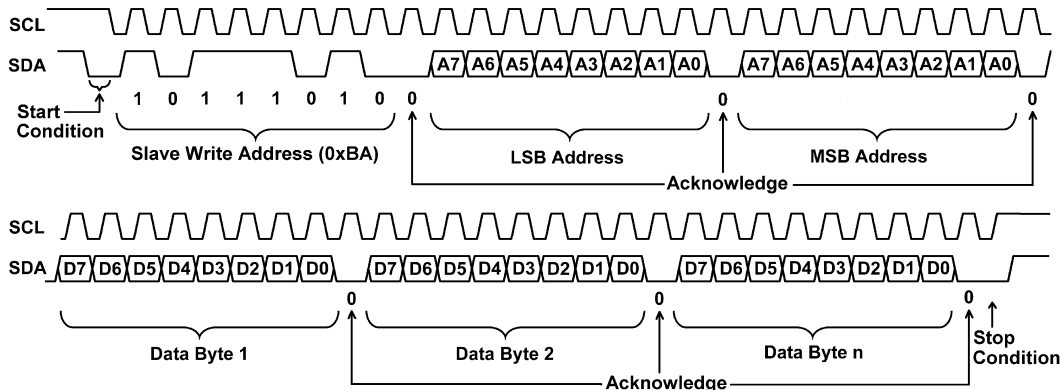 SCL
SDA A7 A6 A5 A4 A3 A2 A1 A0 A7 A6 A5 A4 A3 A2 A1 A0
1 0 1 1 1 0 1 0 0 0 0
Start
Condition
Slave Write Address (0xBA)
LSB Address
MSB Address
Acknowledge
SCL
SDA D7 D6 D5 D4 D3 D2 D1 D0 D7 D6 D5 D4 D3 D2 D1 D0 D7 D6 D5 D4 D3 D2 D1 D0
0 0 0
Data Byte 1
Data Byte 2
Data Byte n
Stop
Condition
Acknowledge